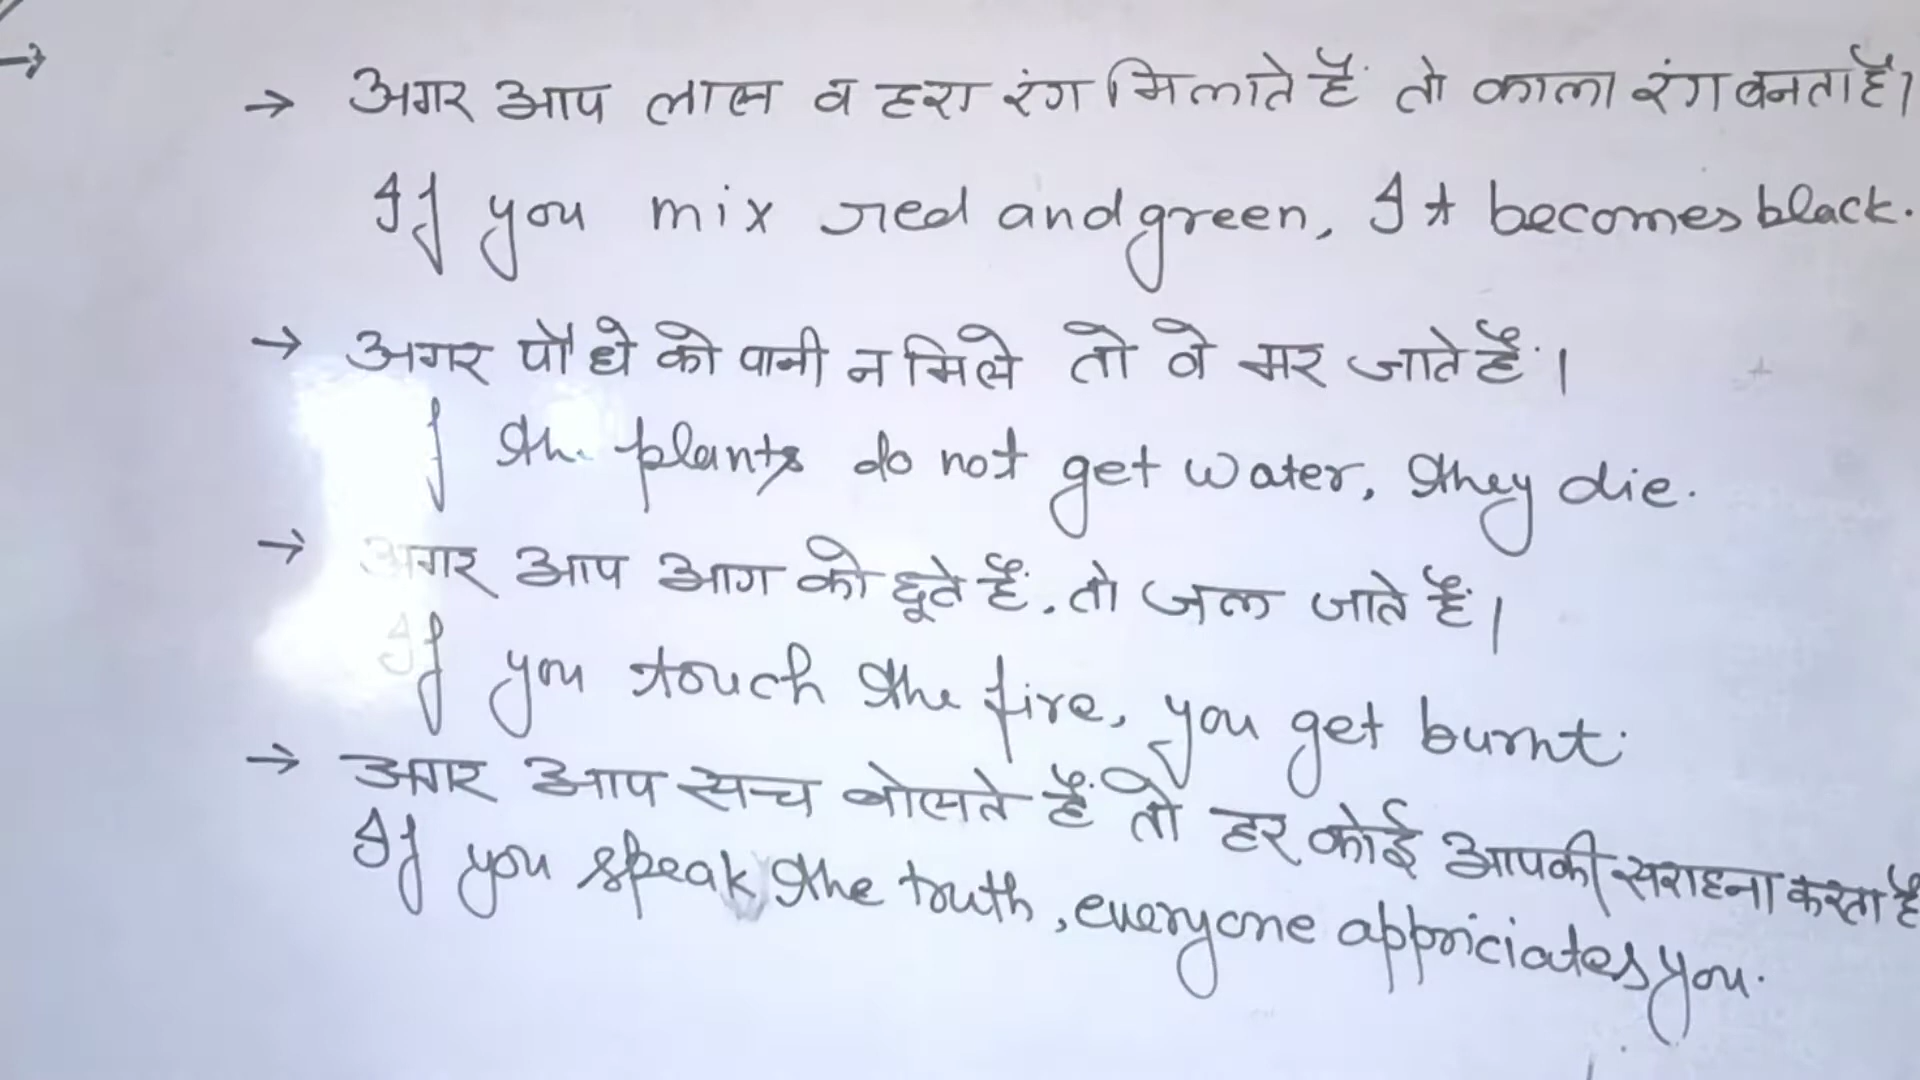 → अगर आप लाल व हरा रंग मिलाते हैं तो काला रंग बनता है।
If you mix red and green, It becomes black.
→ अगर पौधे को पानी न मिले तो वे मर जाते हैं।
f the plants do not get water, they die.
→ अगर आप आग को छूते हैं, तो जल जाते हैं।
If you touch the fire, you get burnt.
→ अगर आप सच बोलते हैं तो हर कोई आपकी सराहना करता है
If you speak the truth, everyone appriciates you.